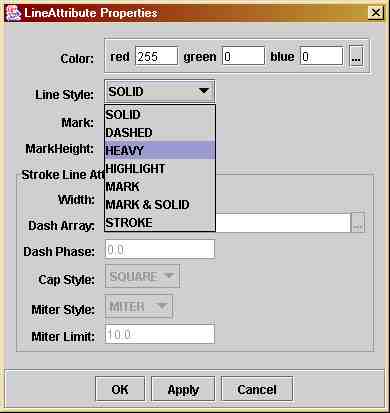 LineAttribute Properties
Color: red 255 green 0 blue 0 ...
Line Style: SOLID
SOLID
Mark: DASHED
MarkHeight: HEAVY
HIGHLIGHT
Stroke Line Att
MARK
Width: MARK & SOLID
Dash Array: STROKE ...
Dash Phase: 0.0
Cap Style: SQUARE
Miter Style: MITER
Miter Limit: 10.0
OK Apply Cancel